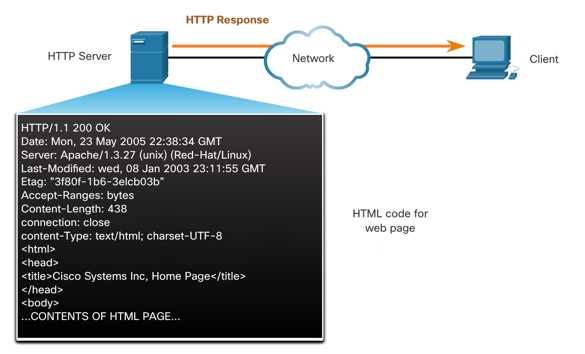 HTTP Response
HTTP Server
Network
Client
HTTP/1.1 200 OK
Date: Mon, 23 May 2005 22:38:34 GMT
Server: Apache/1.3.27 (unix) (Red-Hat/Linux)
Last-Modified: wed, 08 Jan 2003 23:11:55 GMT
Etag: "3f80f-1b6-3elcb03b"
Accept-Ranges: bytes
Content-Length: 438
connection: close
content-Type: text/html; charset-UTF-8
<html>
<head>
<title>Cisco Systems Inc, Home Page</title>
</head>
<body>
...CONTENTS OF HTML PAGE...
HTML code for
web page